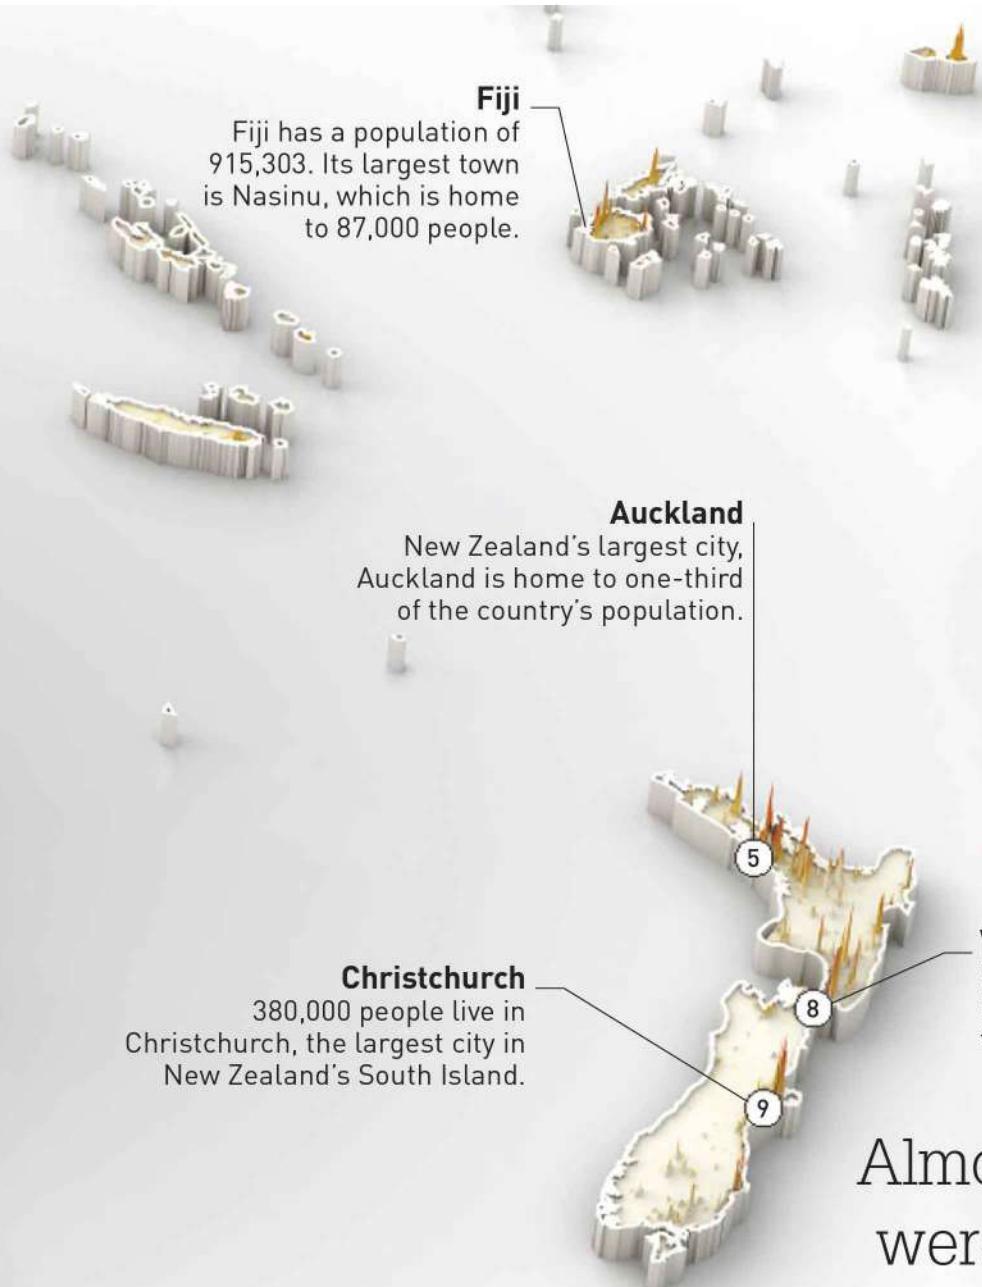 Fiji
Fiji has a population of
915,303. Its largest town
is Nasinu, which is home
to 87,000 people.
Auckland
New Zealand’s largest city,
Auckland is home to one-third
of the country’s population.
5
Christchurch
380,000 people live in
Christchurch, the largest city in
New Zealand’s South Island.
8
9